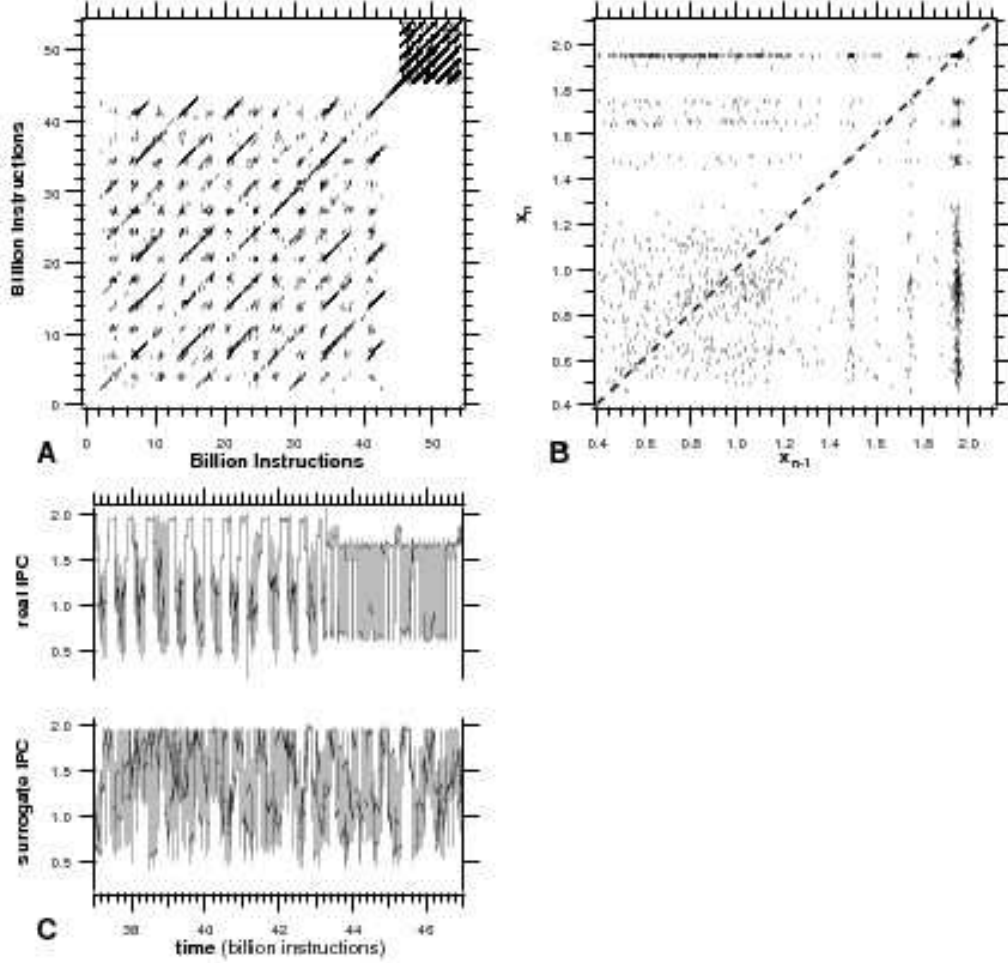 Billion Instructions
50
40
30
20
10
0
0 10 20 30 40 50
Billion Instructions
A
x_n
2.0
1.8
1.6
1.4
1.2
1.0
0.8
0.6
0.4
0.4 0.6 0.8 1.0 1.2 1.4 1.6 1.8 2.0
x_{n-1}
B
real IPC
2.0
1.5
1.0
0.5
surrogate IPC
2.0
1.5
1.0
0.5
38 40 42 44 46
time (billion instructions)
C